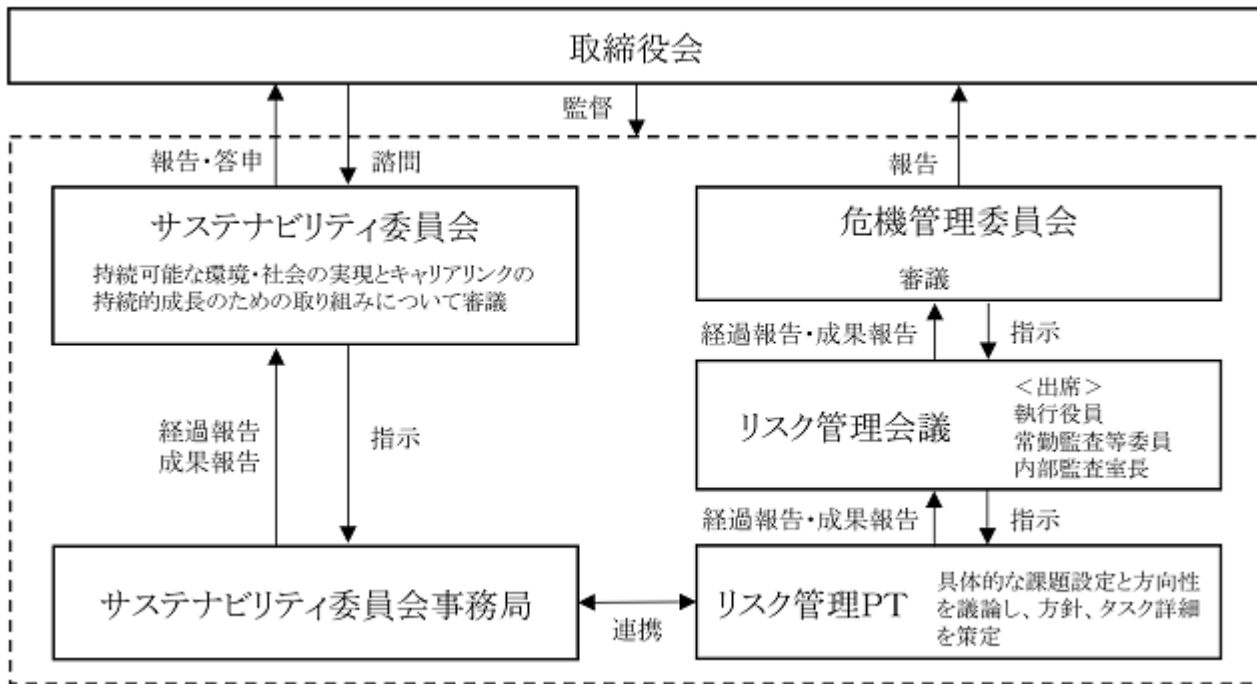 取締役会
監督
報告・答申
諮問
報告
サステナビリティ委員会
持続可能な環境・社会の実現とキャリアリンクの
持続的成長のための取り組みについて審議
危機管理委員会
審議
経過報告・成果報告
指示
リスク管理会議
＜出席＞
執行役員
常勤監査等委員
内部監査室長
経過報告
成果報告
指示
経過報告・成果報告
指示
サステナビリティ委員会事務局
連携
リスク管理PT
具体的な課題設定と方向性
を議論し、方針、タスク詳細
を策定